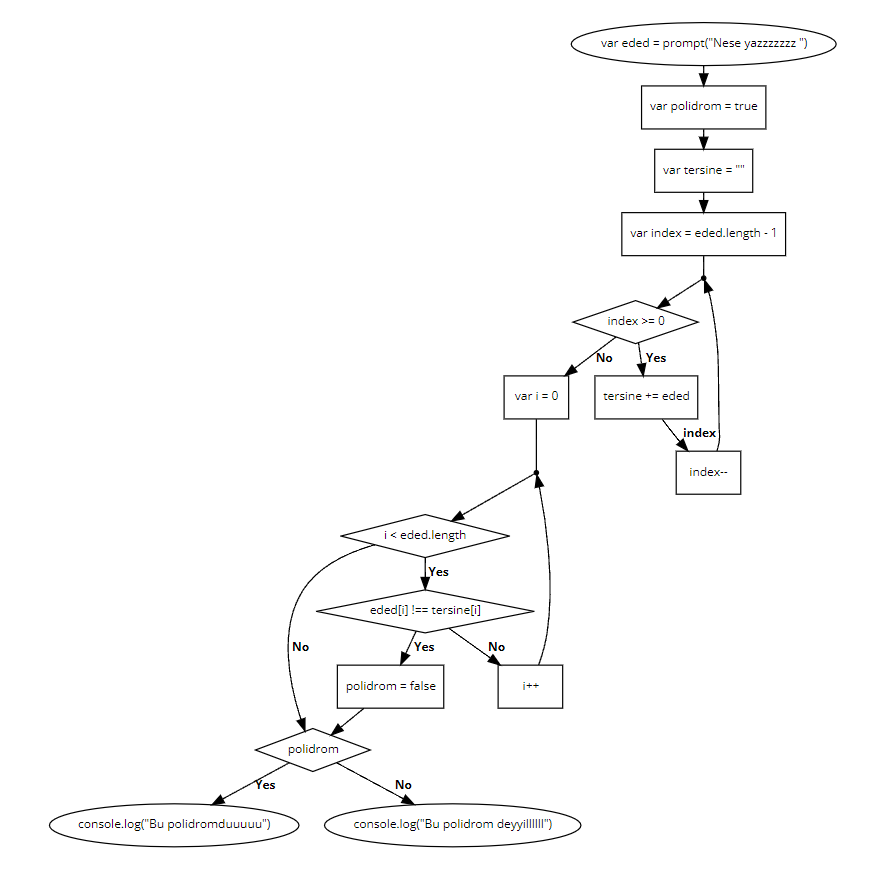 var eded = prompt("Nese yazzzzzzz ")
var polidrom = true
var tersine = ""
var index = eded.length - 1
index >= 0
No
Yes
var i = 0
tersine += eded
index
index--
i < eded.length
Yes
eded[i] !== tersine[i]
No
Yes
No
polidrom = false
i++
polidrom
Yes
No
console.log("Bu polidromduuuuu")
console.log("Bu polidrom deyyillllll")